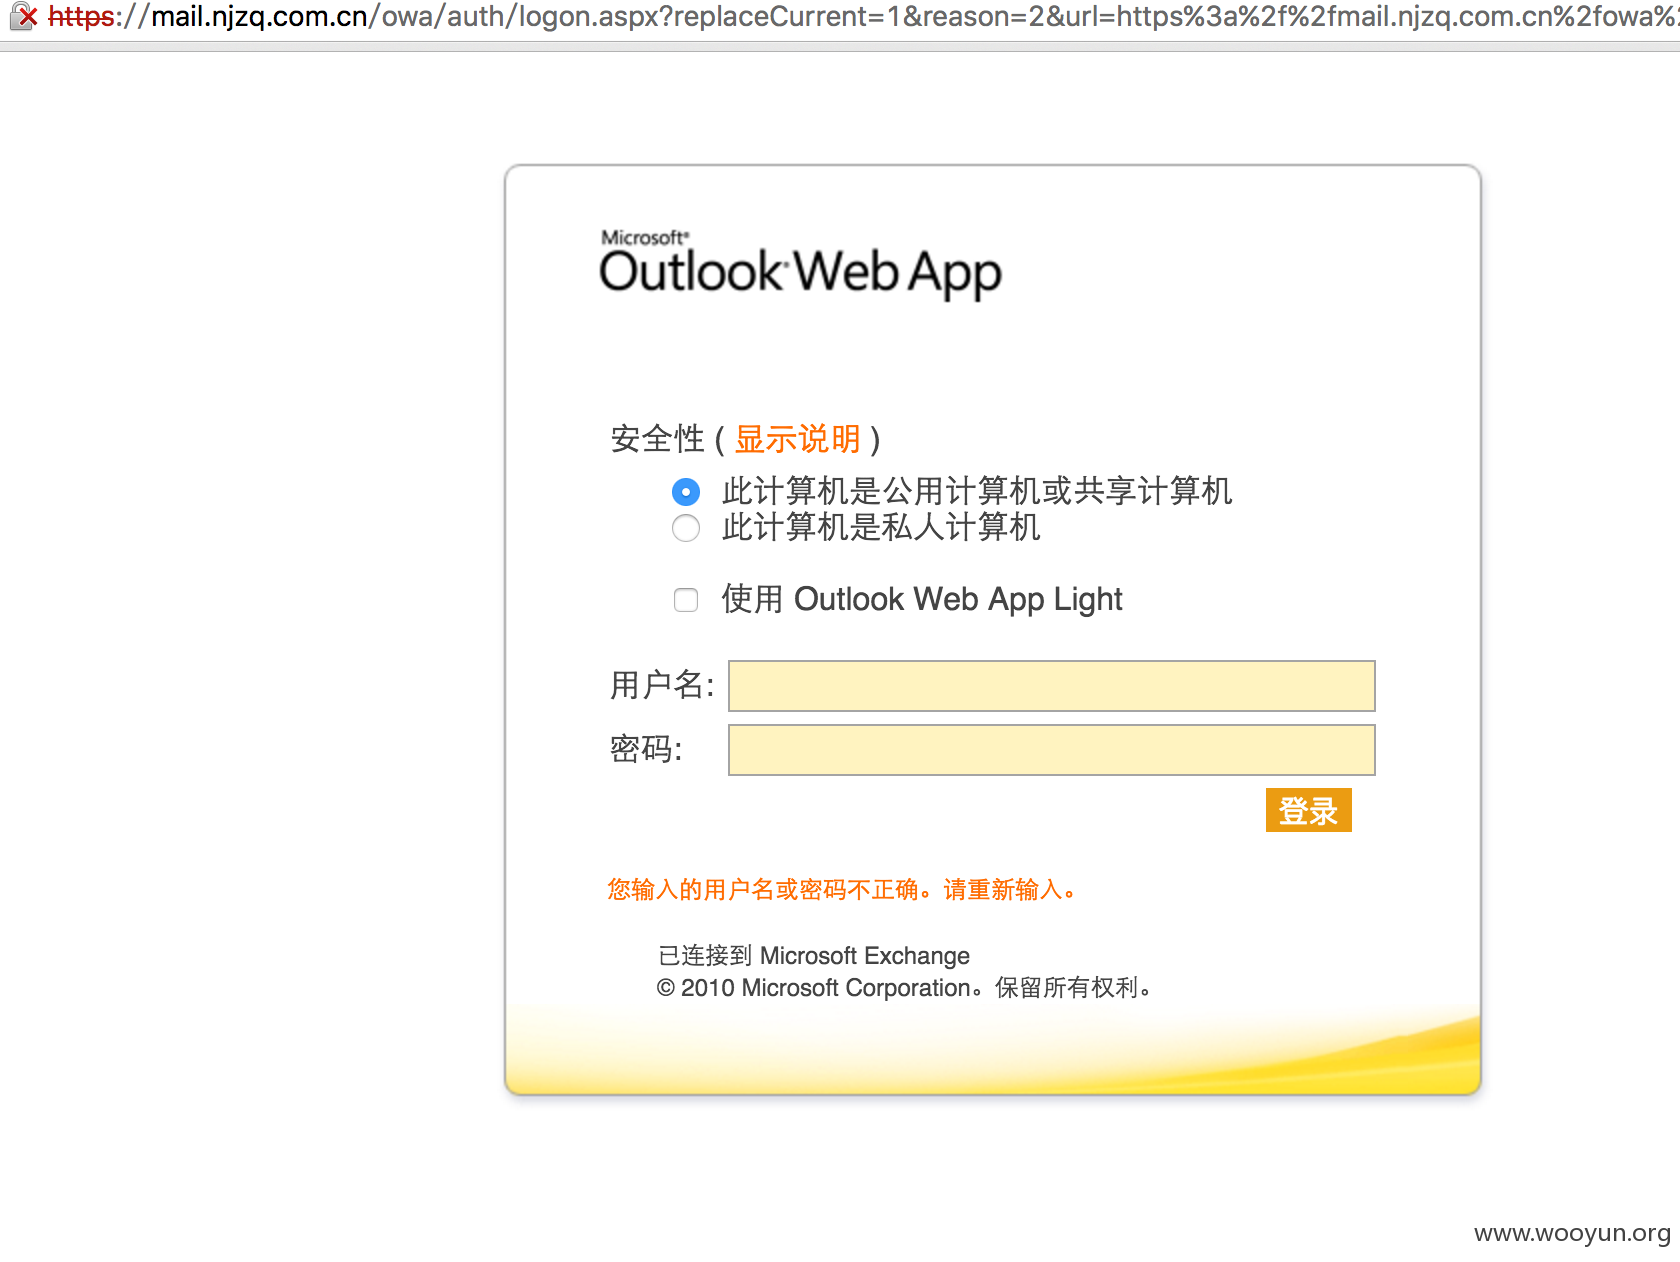 https://mail.njzq.com.cn/owa/auth/logon.aspx?replaceCurrent=1&reason=2&url=https%3a%2f%2fmail.njzq.com.cn%2fowa%2
Microsoft®
Outlook® Web App
安全性 ( 显示说明 )
此计算机是公用计算机或共享计算机
此计算机是私人计算机
使用 Outlook Web App Light
用户名:
密码:
登录
您输入的用户名或密码不正确。请重新输入。
已连接到 Microsoft Exchange
© 2010 Microsoft Corporation。保留所有权利。
www.wooyun.org